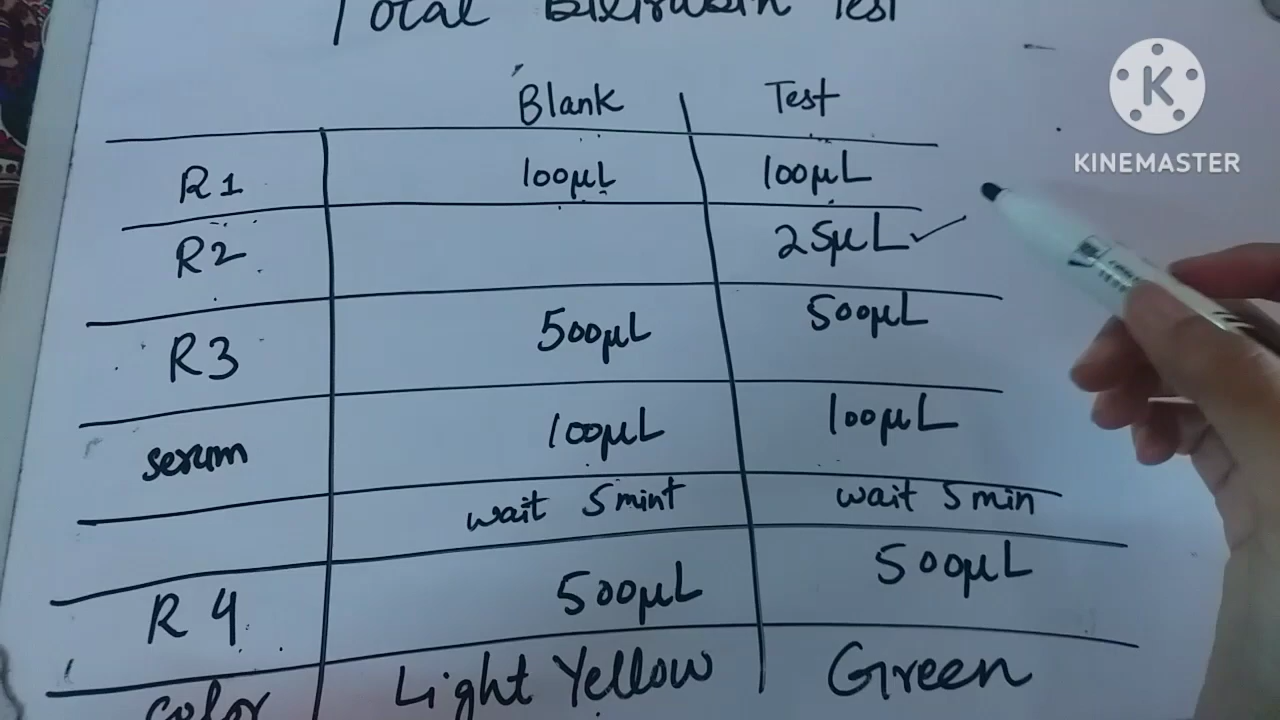 Total Bilirubin Test
Blank Test
R1 100µL 100µL
R2 25µL
R3 500µL 500µL
serum 100µL 100µL
wait 5 mint wait 5 min
R4 500µL 500µL
Color Light Yellow Green
K
KINEMASTER